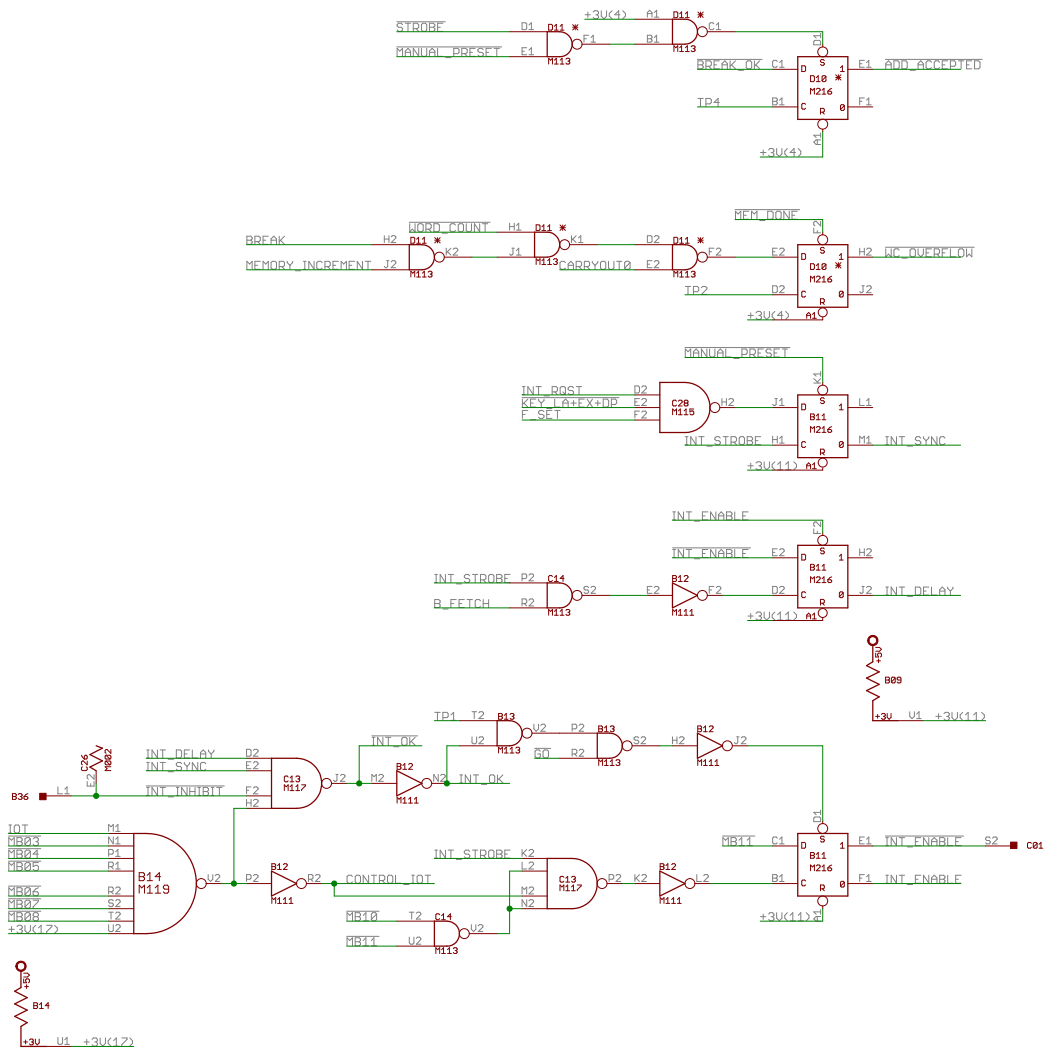 +3V(4) A1 D11 *
STROBE D1 D11 * C1
F1 B1 M113 D1
MANUAL_PRESET E1 M113
BREAK_OK C1 D S 1 E1 ADD_ACCEPTED
D10 *
M216
TP4 B1 C R 0 F1
A1
+3V(4)
MEM_DONE
WORD_COUNT H1 D11 * F2
BREAK H2 D11 * K1 D2 D11 *
K2 J1 F2 E2 D S 1 H2 WC_OVERFLOW
MEMORY_INCREMENT J2 M113 M113 CARRYOUT0 E2 M113 D10 *
M216
TP2 D2 C R 0 J2
+3V(4) A1
MANUAL_PRESET
K1
INT_RQST D2
KEY_LA+EX+DP E2 C28 H2 J1 D S 1 L1
F_SET F2 M115 B11
M216
INT_STROBE H1 C R 0 M1 INT_SYNC
+3V(11) A1
INT_ENABLE
F2
INT_ENABLE E2 D S 1 H2
INT_STROBE P2 C14 B12 B11
M216
S2 E2 F2 D2 C R 0 J2 INT_DELAY
B_FETCH R2 M113 M111
+3V(11) A1
+5V
B09
TP1 T2 B13 +3V V1 +3V(11)
V2 P2 B13 B12
INT_OK U2 M113 S2 H2 J2
GO R2 M113 M111
C26 M002 INT_DELAY D2
INT_SYNC E2 B12
E2 C13 J2 M2 N2 INT_OK
B36 L1 INT_INHIBIT F2 M117 M111
H2
IOT M1 D1
MB03 N1 MB11 C1 D S 1 E1 INT_ENABLE S2 C01
MB04 P1 INT_STROBE K2
MB05 R1 B12 L2 B12 B11
B14 V2 P2 R2 CONTROL_IOT C13 P2 K2 L2 B1 C M216 0 F1 INT_ENABLE
MB06 R2 M119 M111 M2 M117 M111 R
MB07 S2 N2
MB08 T2 MB10 T2 C14 +3V(11) A1
+3V(17) U2 V2
MB11 U2 M113
+5V
B14
+3V U1 +3V(17)